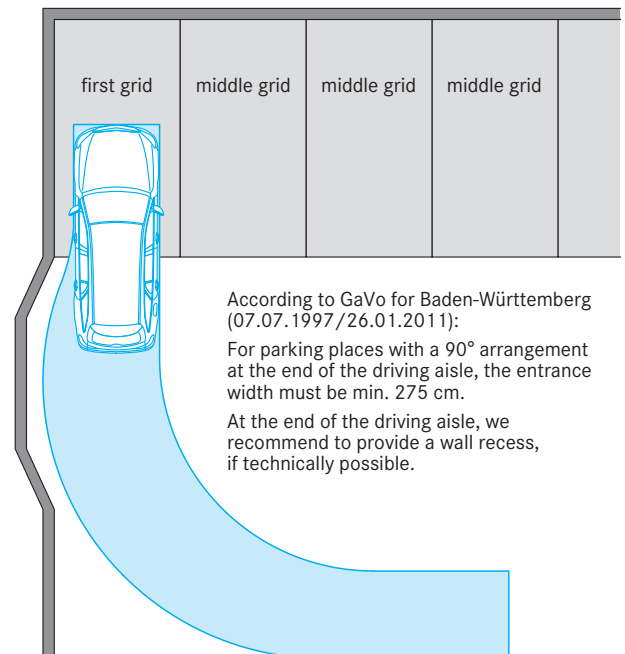 first grid
middle grid
middle grid
middle grid
According to GaVo for Baden-Württemberg
(07.07.1997/26.01.2011):
For parking places with a 90° arrangement
at the end of the driving aisle, the entrance
width must be min. 275 cm.
At the end of the driving aisle, we
recommend to provide a wall recess,
if technically possible.